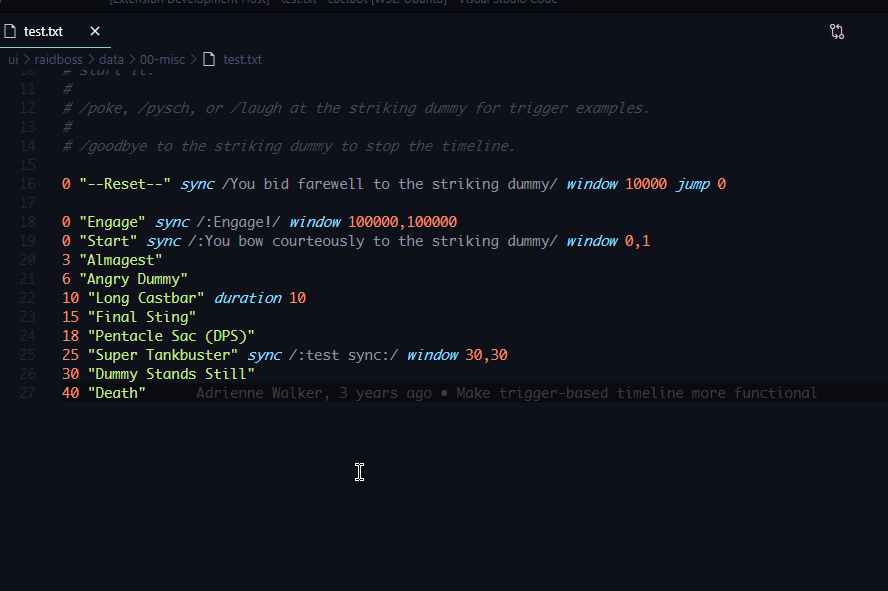 [Extension Development Host] - test.txt - cactbot [WSL: Ubuntu] - Visual Studio Code
test.txt
ui > raidboss > data > 00-misc > test.txt
10 # start it.
11 #
12 # /poke, /pysch, or /laugh at the striking dummy for trigger examples.
13 #
14 # /goodbye to the striking dummy to stop the timeline.
15
16 0 "--Reset--" sync /You bid farewell to the striking dummy/ window 10000 jump 0
17
18 0 "Engage" sync /:Engage!/ window 100000,100000
19 0 "Start" sync /:You bow courteously to the striking dummy/ window 0,1
20 3 "Almagest"
21 6 "Angry Dummy"
22 10 "Long Castbar" duration 10
23 15 "Final Sting"
24 18 "Pentacle Sac (DPS)"
25 25 "Super Tankbuster" sync /:test sync:/ window 30,30
26 30 "Dummy Stands Still"
27 40 "Death" Adrienne Walker, 3 years ago • Make trigger-based timeline more functional